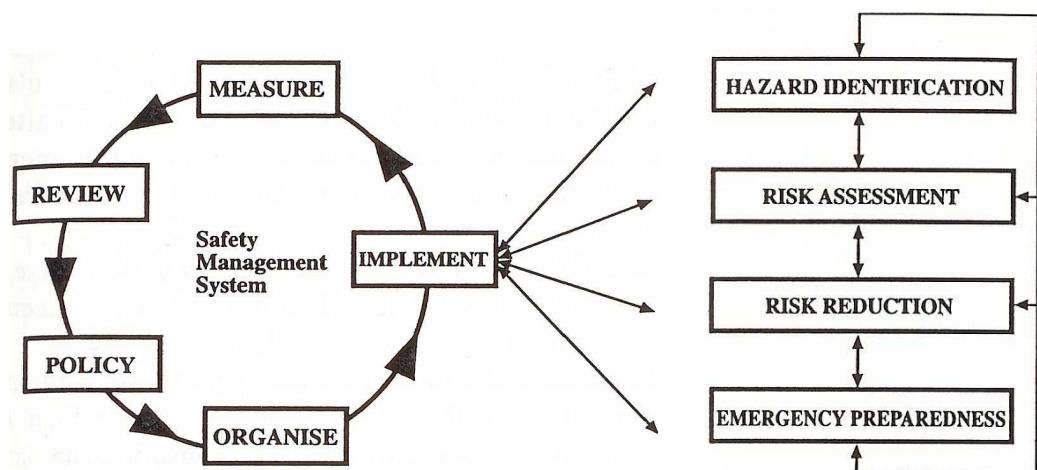 MEASURE
REVIEW
Safety
Management
System
IMPLEMENT
POLICY
ORGANISE
HAZARD IDENTIFICATION
RISK ASSESSMENT
RISK REDUCTION
EMERGENCY PREPAREDNESS